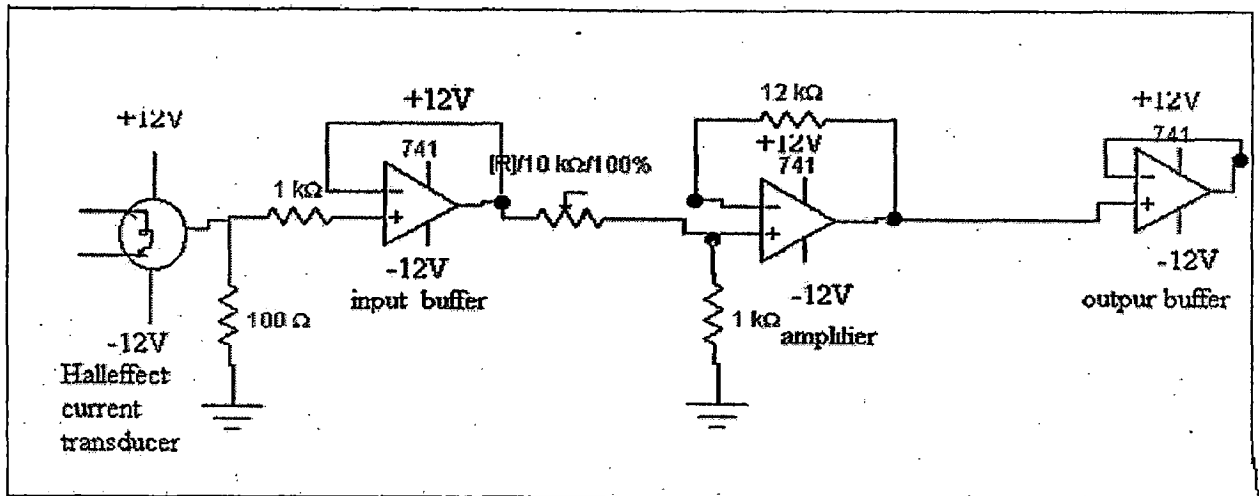 +12V
Halleffect
current
transducer
-12V
1 kΩ
100 Ω
+12V
741
-12V
input buffer
[R]/10 kΩ/100%
12 kΩ
+12V
741
-12V
1 kΩ
amplifier
+12V
741
-12V
outpur buffer